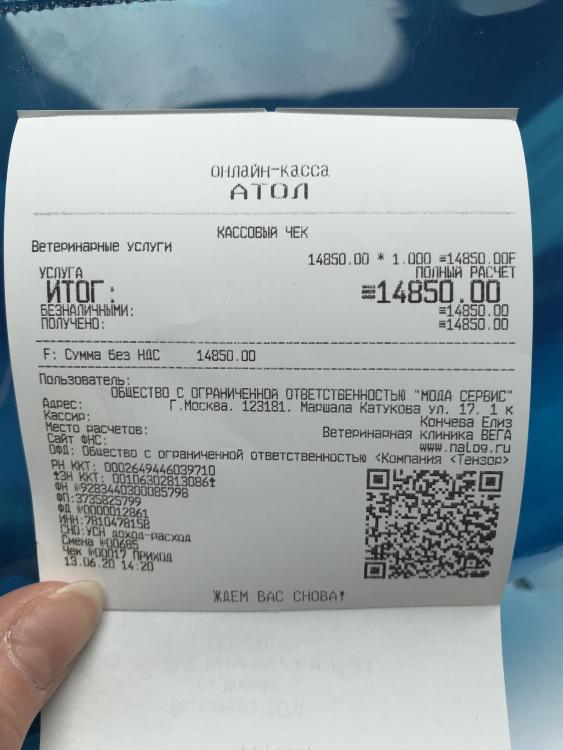 ОНЛАЙН-КАССА
АТОЛ
КАССОВЫЙ ЧЕК
Ветеринарные услуги
14850.00 * 1.000 ≡14850.00F
УСЛУГА ПОЛНЫЙ РАСЧЕТ
ИТОГ: ≡14850.00
БЕЗНАЛИЧНЫМИ: ≡14850.00
ПОЛУЧЕНО: ≡14850.00
F: Сумма без НДС 14850.00
Пользователь:
ОБЩЕСТВО С ОГРАНИЧЕННОЙ ОТВЕТСТВЕННОСТЬЮ "МОДА СЕРВИС"
Адрес: Г.Москва. 123181. Маршала Катукова ул. 17. 1 к
Кассир: Кончева Елиз
Место расчетов: Ветеринарная клиника ВЕГА
Сайт ФНС: www.nalog.ru
ОФД: Общество с ограниченной ответственностью <Компания <Тензор>
РН ККТ: 0002649446039710
↑ЗН ККТ: 00106302813086↑
ФН №9283440300085798
ФП:3735825799
ФД №0000012861
ИНН:7810478158
СНО:УСН доход-расход
Смена №00685
Чек №00017 Приход
13.06.20 14:20
ЖДЕМ ВАС СНОВА!